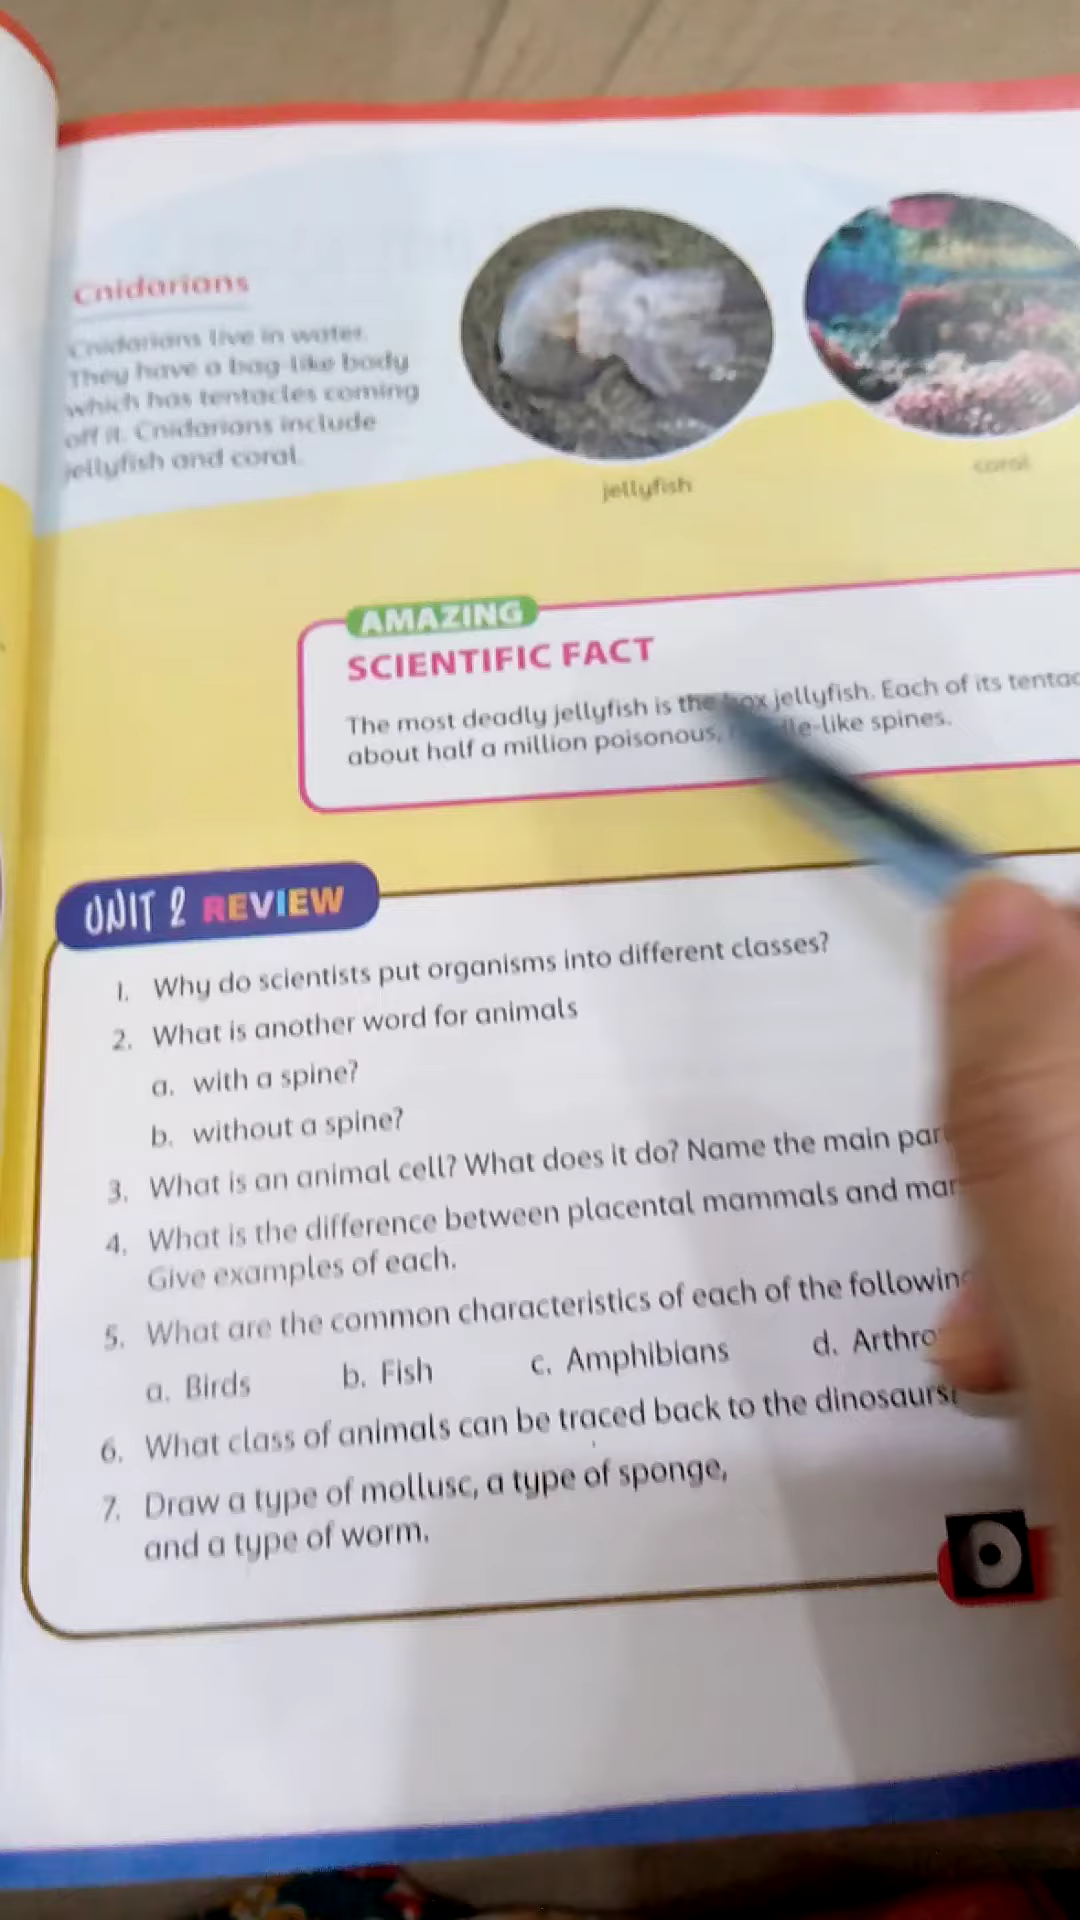 Cnidarians
Cnidarians live in water.
They have a bag-like body
which has tentacles coming
off it. Cnidarians include
jellyfish and coral.
jellyfish
coral
AMAZING
SCIENTIFIC FACT
The most deadly jellyfish is the box jellyfish. Each of its
about half a million poisonous, spines.
UNIT 2 REVIEW
1. Why do scientists put organisms into different classes?
2. What is another word for animals
a. with a spine?
b. without a spine?
3. What is an animal cell? What does it do? Name the main
4. What is the difference between placental mammals and
Give examples of each.
5. What are the common characteristics of each of the
a. Birds b. Fish c. Amphibians d.
6. What class of animals can be traced back to the dinosaurs?
7. Draw a type of mollusc, a type of sponge,
and a type of worm.